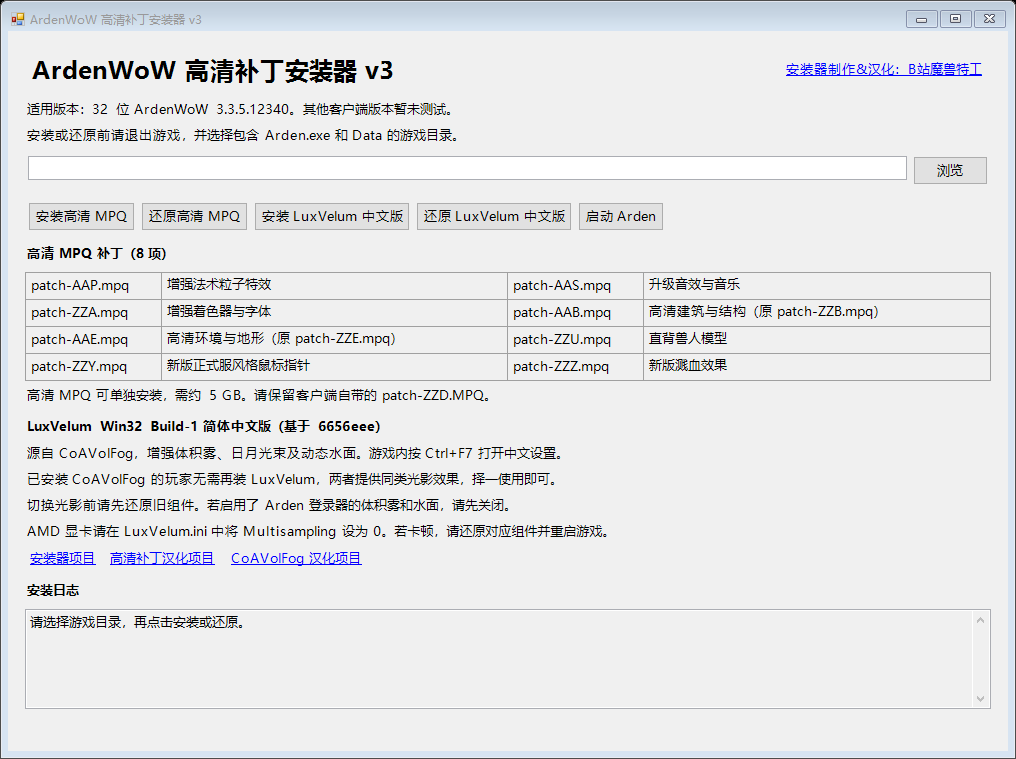 ArdenWoW 高清补丁安装器 v3
ArdenWoW 高清补丁安装器 v3
安装器制作&汉化：B站魔兽特工
适用版本：32 位 ArdenWoW 3.3.5.12340。其他客户端版本暂未测试。
安装或还原前请退出游戏，并选择包含 Arden.exe 和 Data 的游戏目录。
浏览
安装高清 MPQ 还原高清 MPQ 安装 LuxVelum 中文版 还原 LuxVelum 中文版 启动 Arden
高清 MPQ 补丁（8 项）
patch-AAP.mpq 增强法术粒子特效 patch-AAS.mpq 升级音效与音乐
patch-ZZA.mpq 增强着色器与字体 patch-AAB.mpq 高清建筑与结构（原 patch-ZZB.mpq）
patch-AAE.mpq 高清环境与地形（原 patch-ZZE.mpq） patch-ZZU.mpq 直背兽人模型
patch-ZZY.mpq 新版正式服风格鼠标指针 patch-ZZZ.mpq 新版溅血效果
高清 MPQ 可单独安装，需约 5 GB。请保留客户端自带的 patch-ZZD.MPQ。
LuxVelum Win32 Build-1 简体中文版（基于 6656eee）
源自 CoAVolFog，增强体积雾、日月光束及动态水面。游戏内按 Ctrl+F7 打开中文设置。
已安装 CoAVolFog 的玩家无需再装 LuxVelum，两者提供同类光影效果，择一使用即可。
切换光影前请先还原旧组件。若启用了 Arden 登录器的体积雾和水面，请先关闭。
AMD 显卡请在 LuxVelum.ini 中将 Multisampling 设为 0。若卡顿，请还原对应组件并重启游戏。
安装器项目 高清补丁汉化项目 CoAVolFog 汉化项目
安装日志
请选择游戏目录，再点击安装或还原。